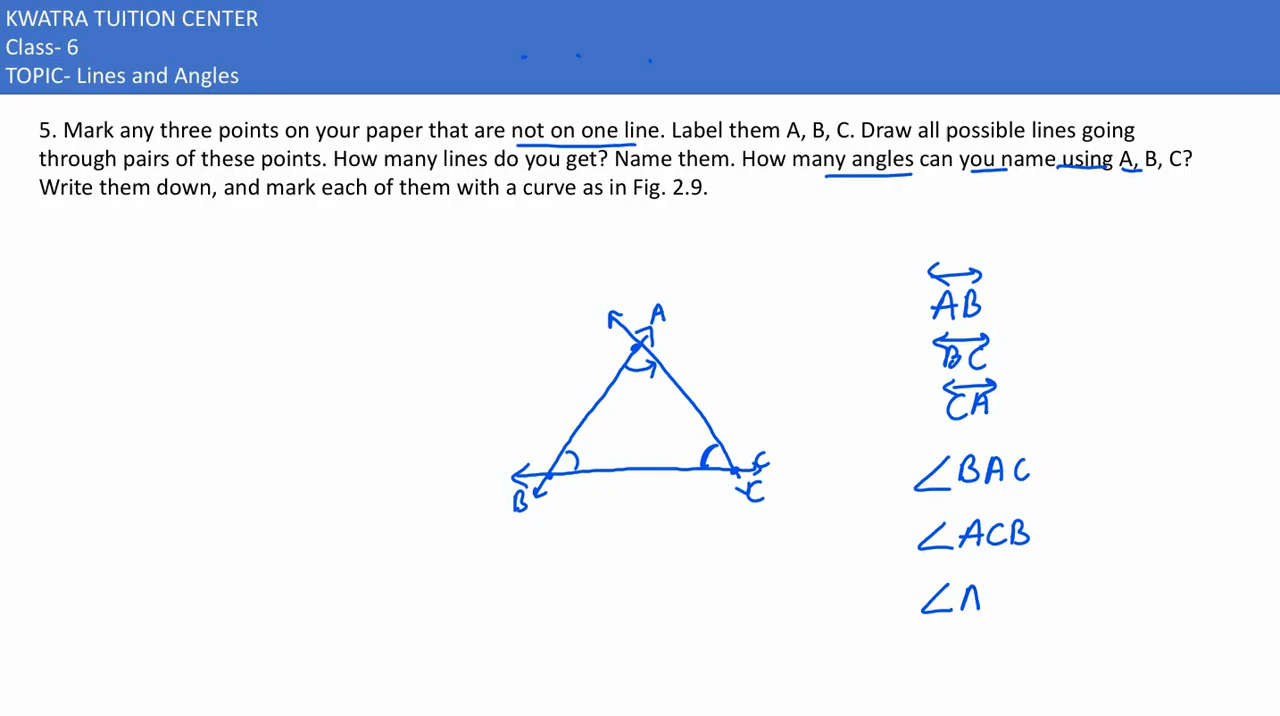 KWATRA TUITION CENTER
Class- 6
TOPIC- Lines and Angles
5. Mark any three points on your paper that are not on one line. Label them A, B, C. Draw all possible lines going
through pairs of these points. How many lines do you get? Name them. How many angles can you name using A, B, C?
Write them down, and mark each of them with a curve as in Fig. 2.9.
A
B
C
AB
BC
CA
∠BAC
∠ACB
∠A